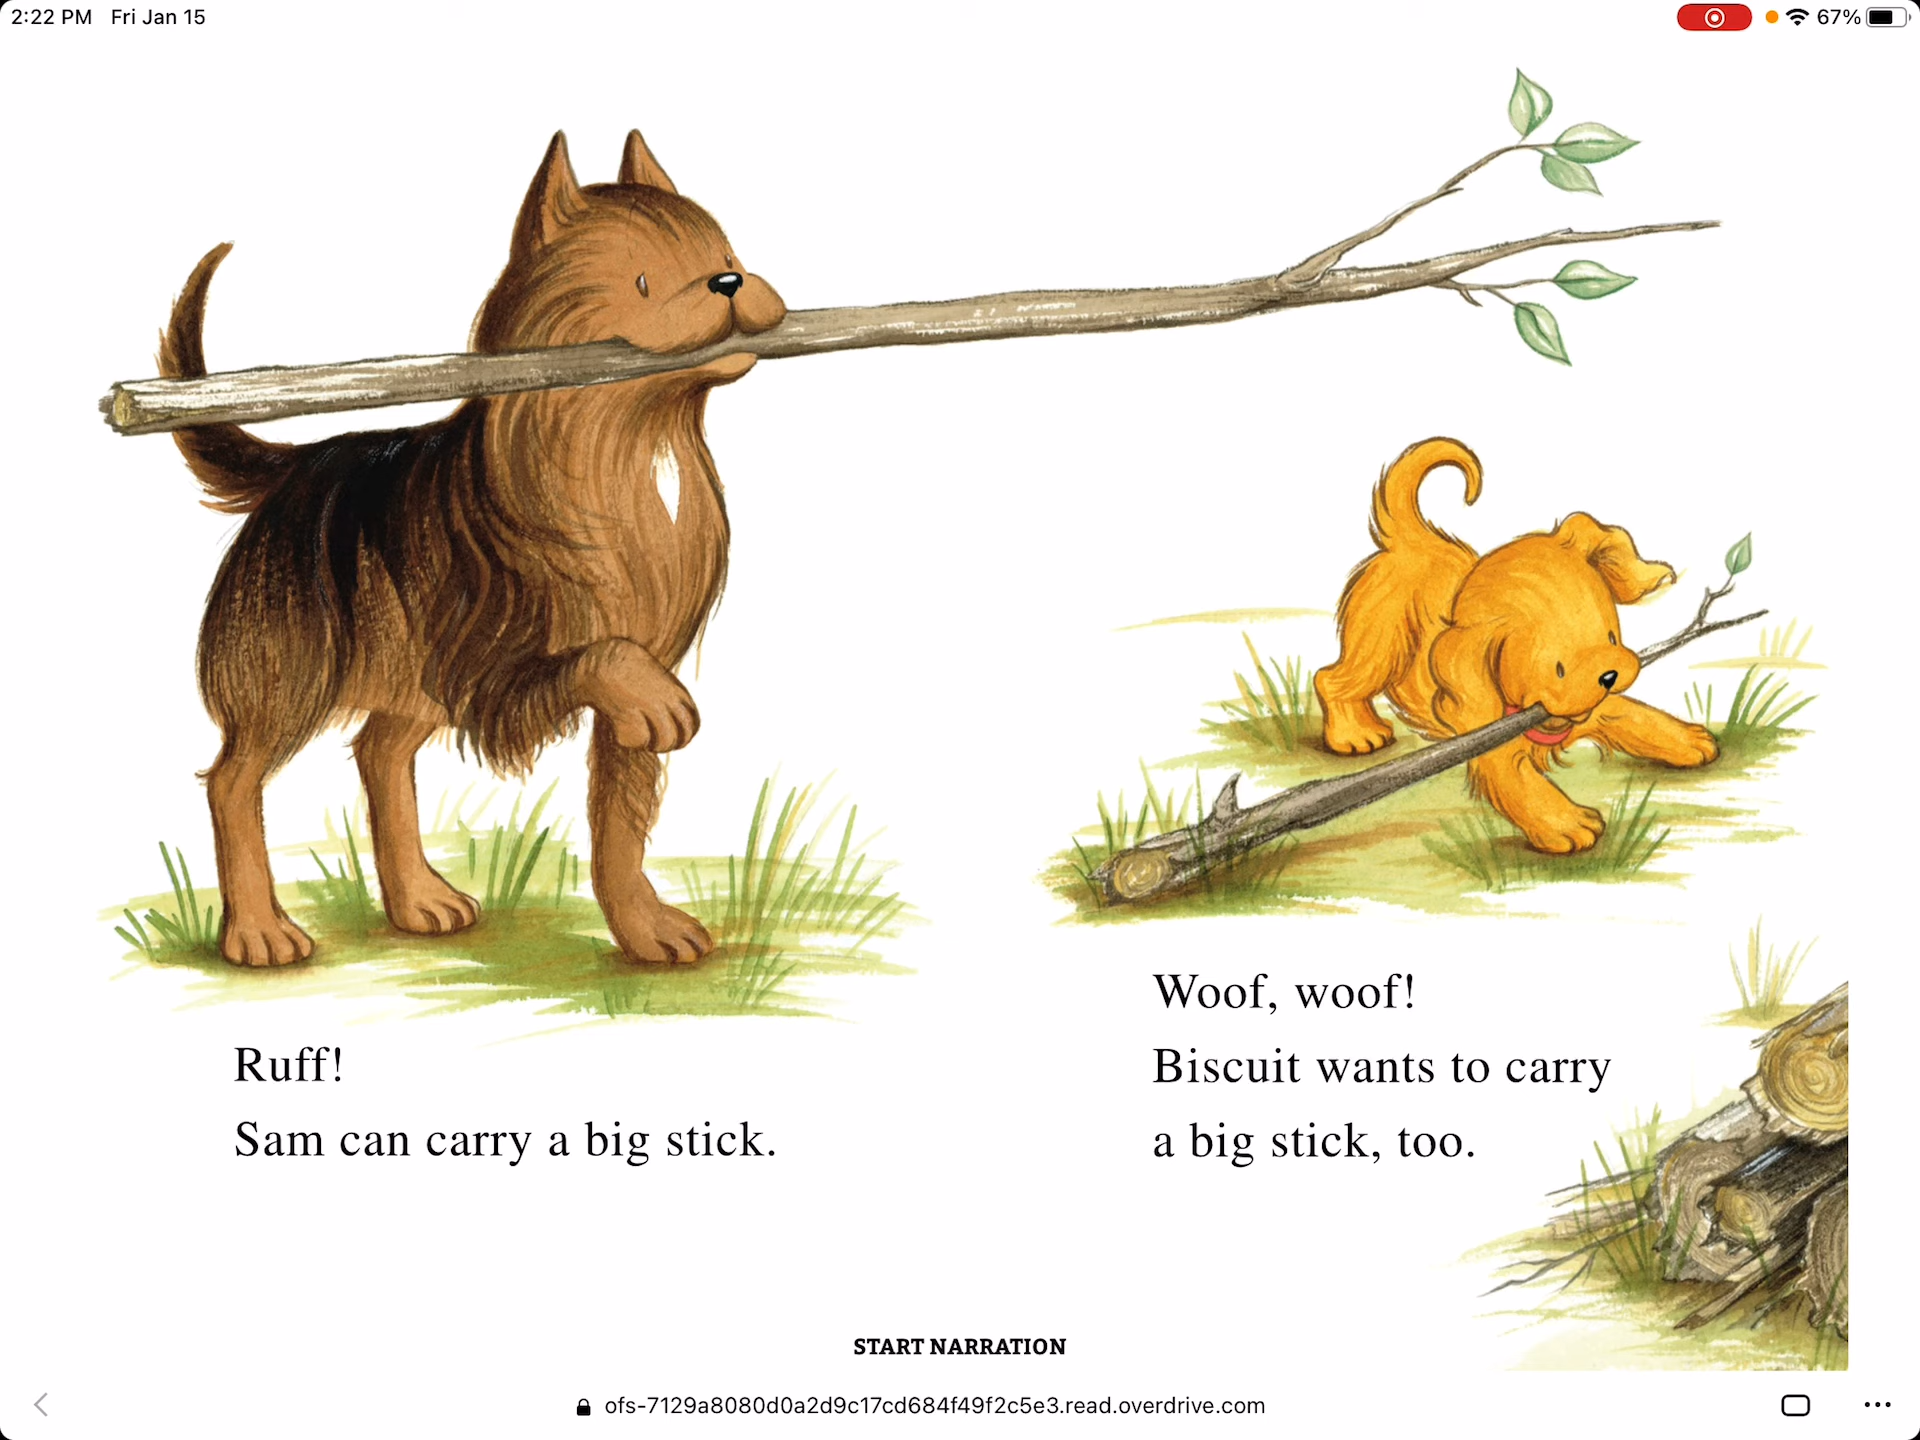 2:22 PM Fri Jan 15
67%
Ruff!
Sam can carry a big stick.
Woof, woof!
Biscuit wants to carry
a big stick, too.
START NARRATION
ofs-7129a8080d0a2d9c17cd684f49f2c5e3.read.overdrive.com